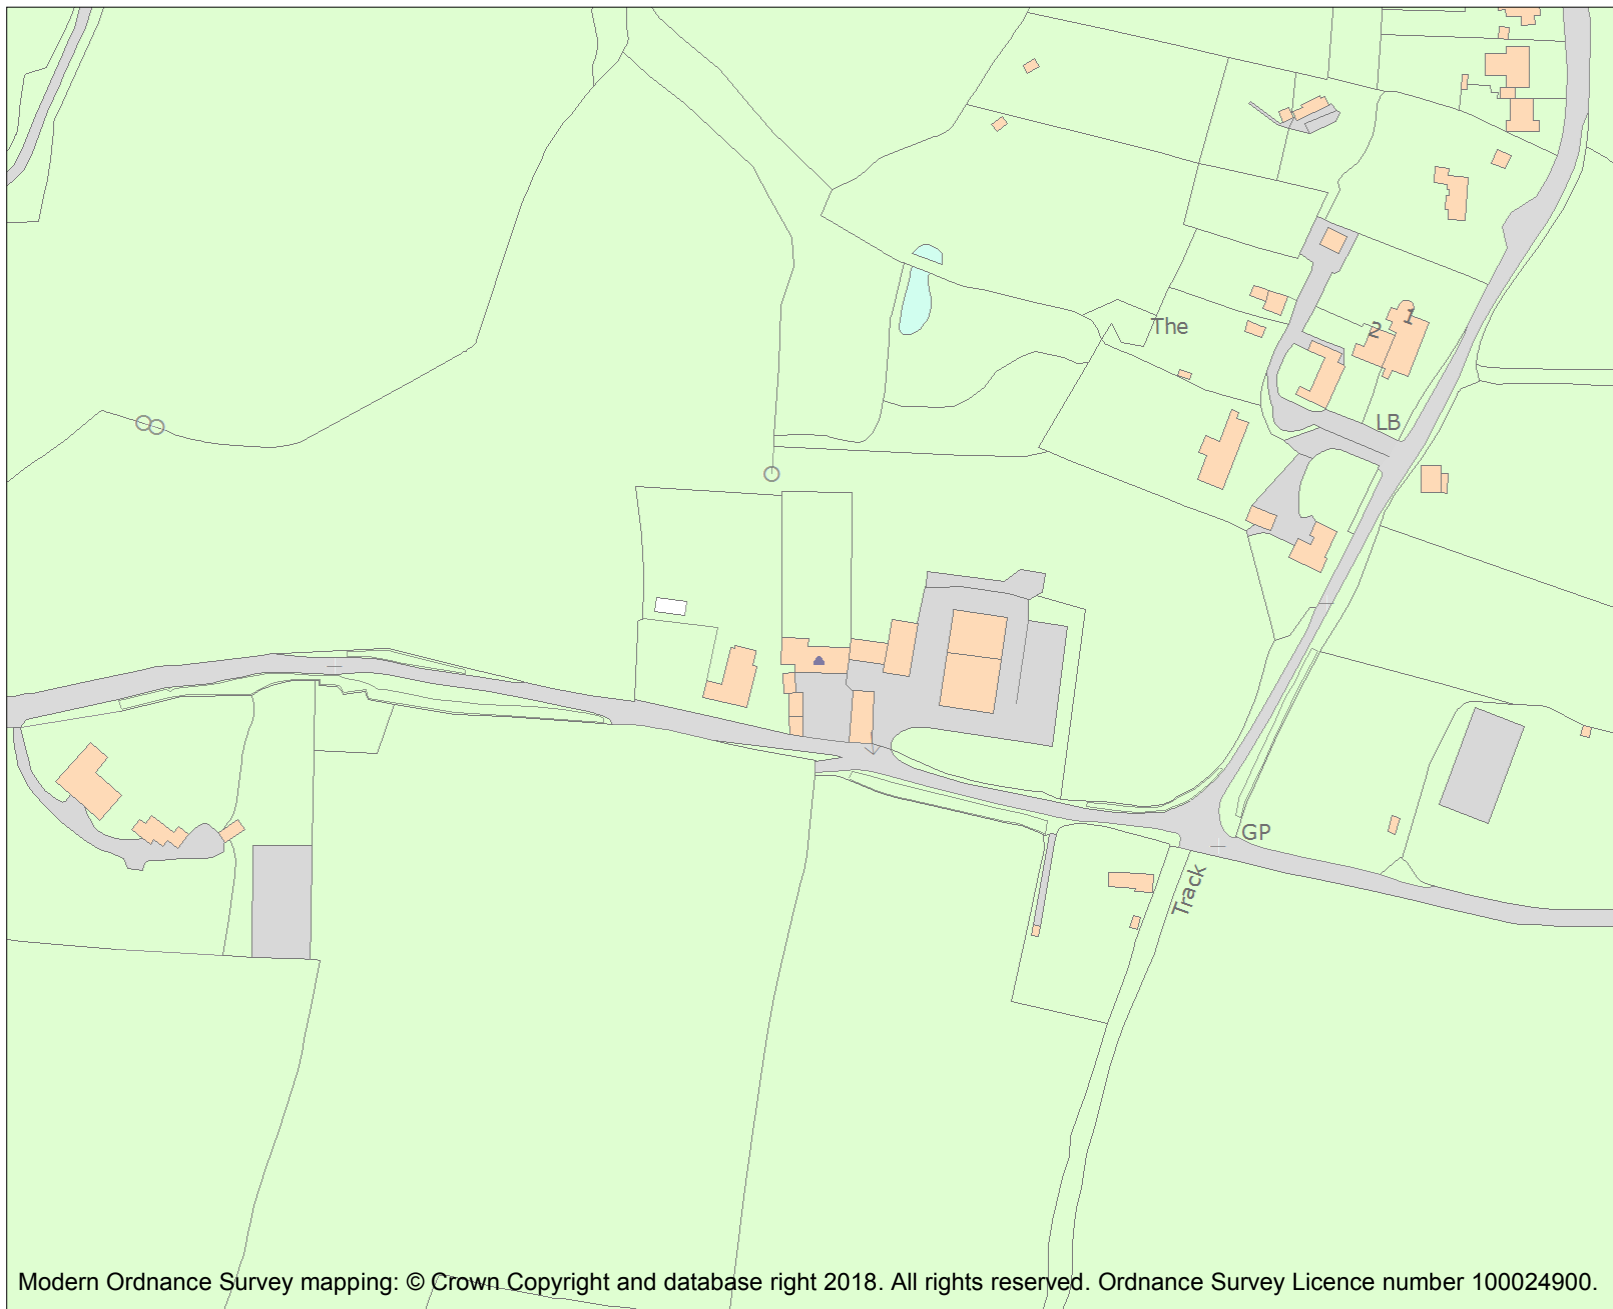 The
2
1
LB
GP
Track
Modern Ordnance Survey mapping: © Crown Copyright and database right 2018. All rights reserved. Ordnance Survey Licence number 100024900.